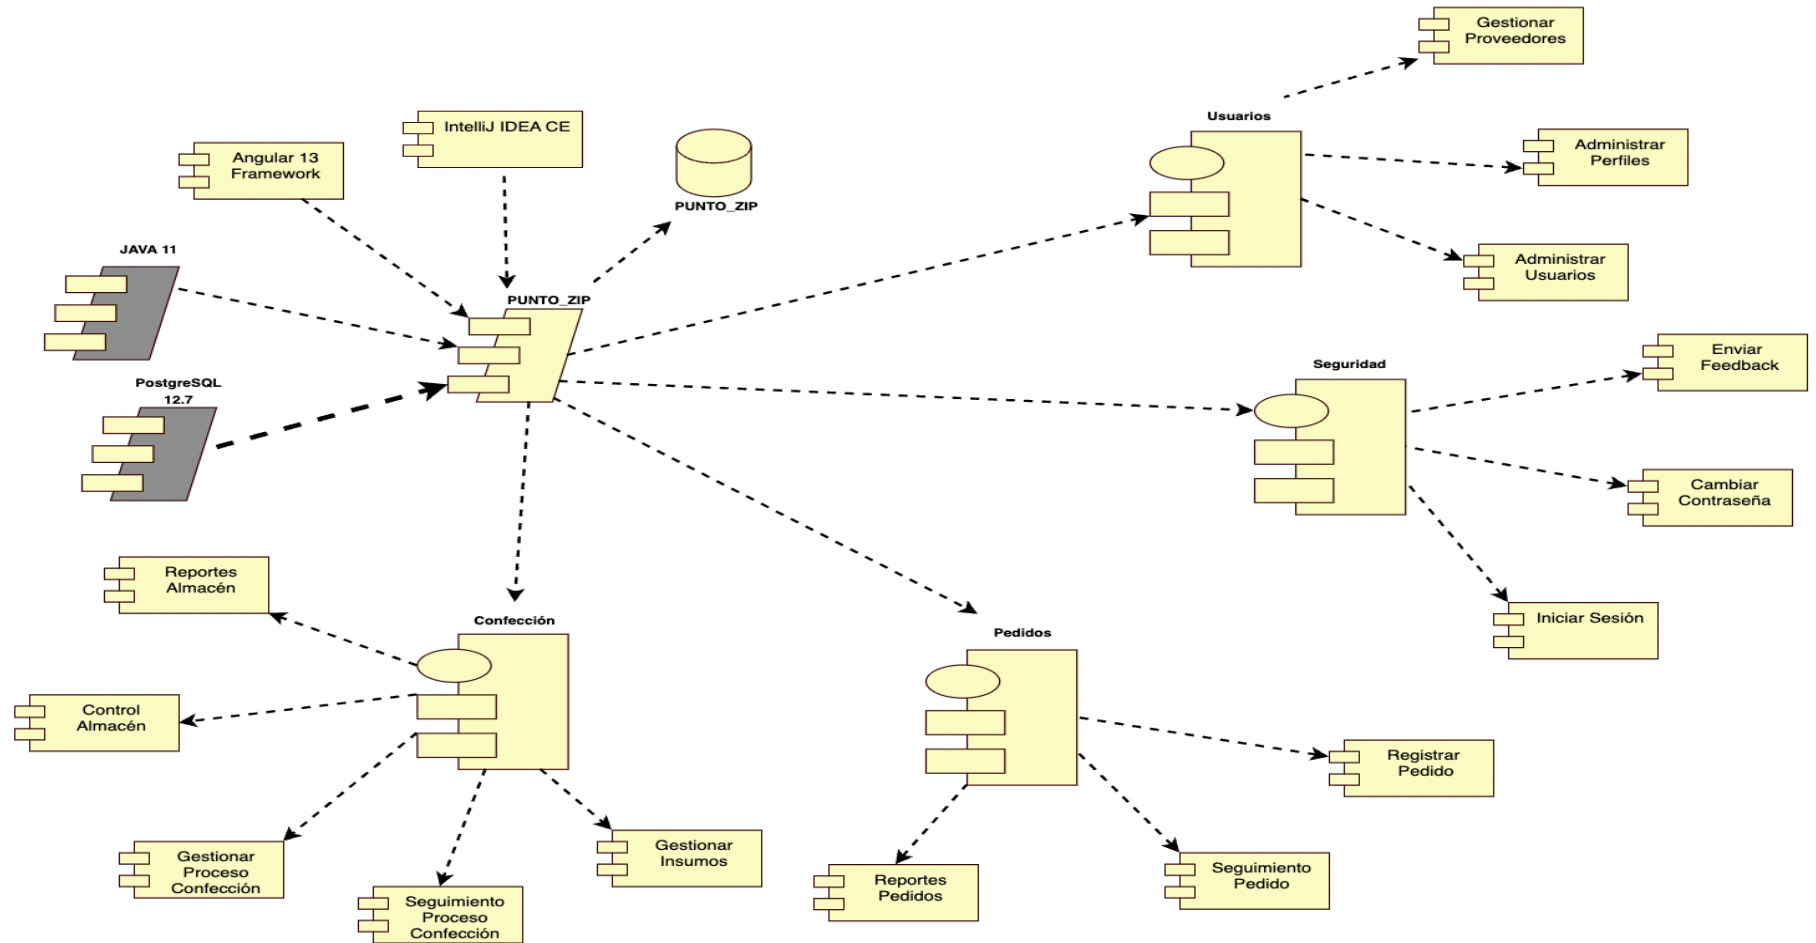 Gestionar
Proveedores
Usuarios
IntelliJ IDEA CE
Angular 13
Framework
Administrar
Perfiles
PUNTO_ZIP
JAVA 11
Administrar
Usuarios
PUNTO_ZIP
Enviar
Feedback
Seguridad
PostgreSQL
12.7
Cambiar
Contraseña
Reportes
Almacén
Iniciar Sesión
Confección
Pedidos
Control
Almacén
Registrar
Pedido
Gestionar
Insumos
Gestionar
Proceso
Confección
Seguimiento
Pedido
Reportes
Pedidos
Seguimiento
Proceso
Confección